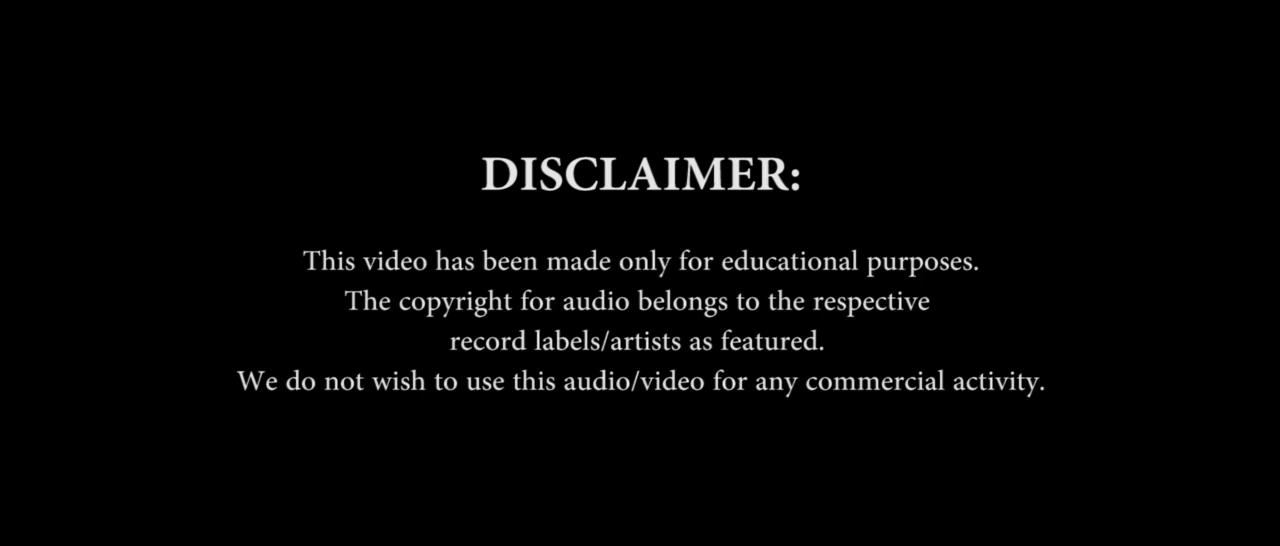 DISCLAIMER:
This video has been made only for educational purposes.
The copyright for audio belongs to the respective
record labels/artists as featured.
We do not wish to use this audio/video for any commercial activity.